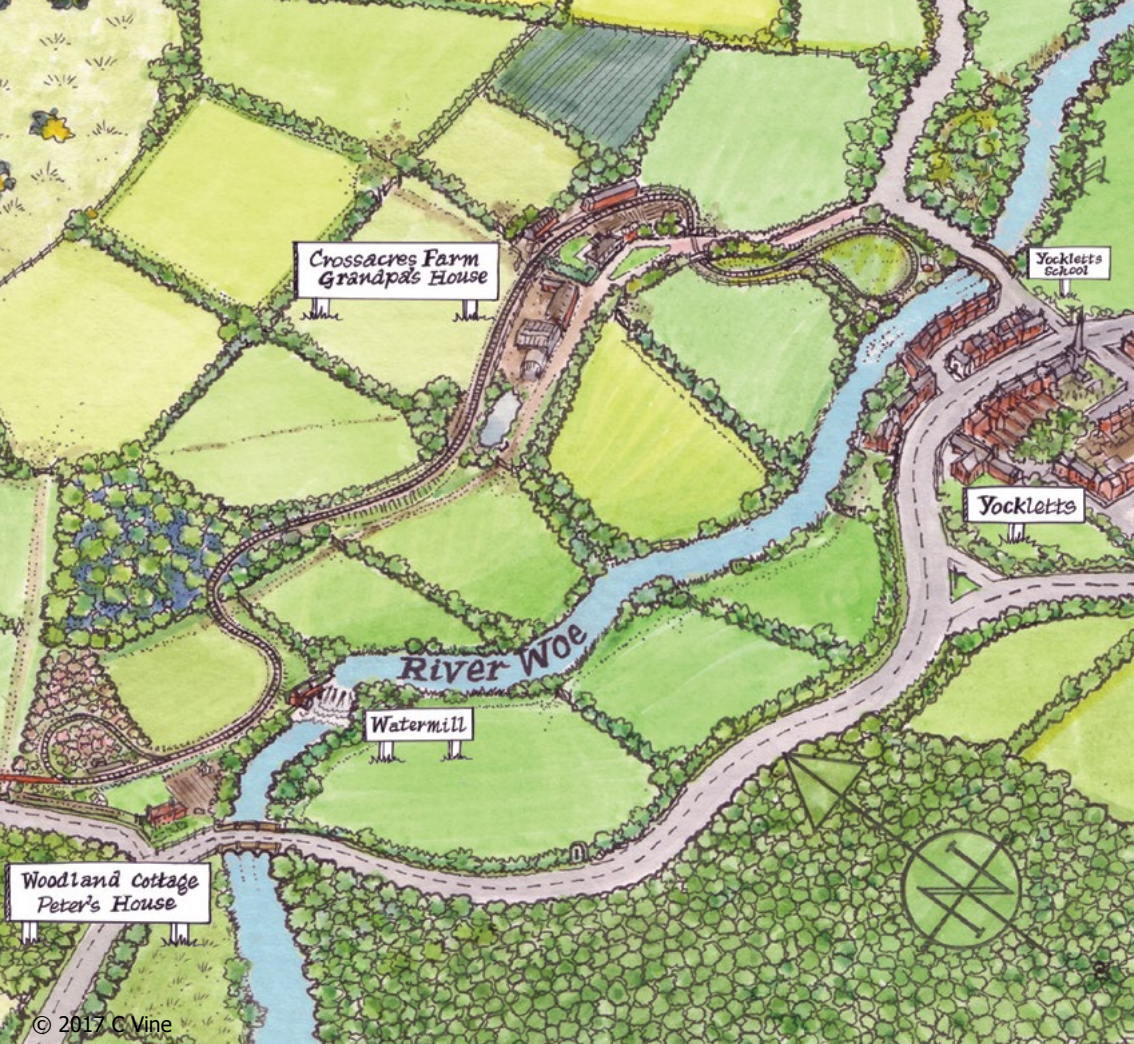 Crossacres Farm
Grandpa's House
Yockletts
School
Yockletts
River Woe
Watermill
Woodland Cottage
Peter's House
N
© 2017 C Vine